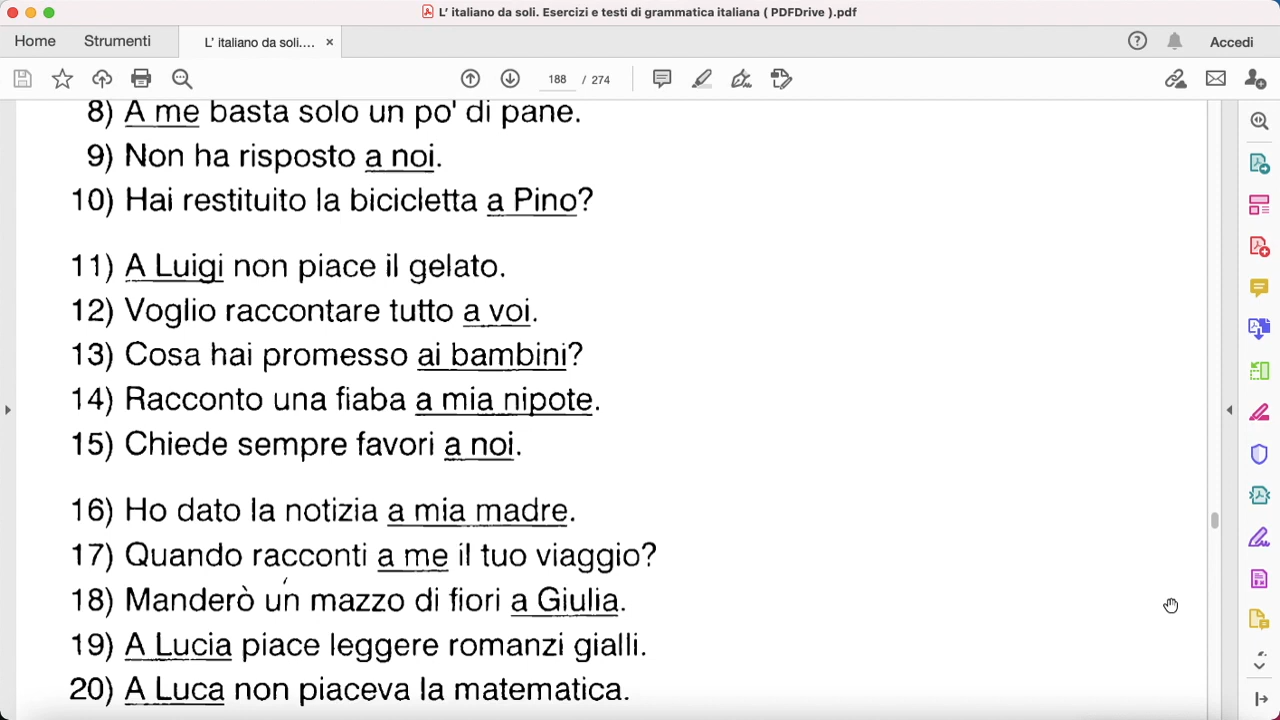 L' italiano da soli. Esercizi e testi di grammatica italiana ( PDFDrive ).pdf
Home Strumenti L' italiano da soli.... ×
? Accedi
188 / 274
8) A me basta solo un po' di pane.
9) Non ha risposto a noi.
10) Hai restituito la bicicletta a Pino?
11) A Luigi non piace il gelato.
12) Voglio raccontare tutto a voi.
13) Cosa hai promesso ai bambini?
14) Racconto una fiaba a mia nipote.
15) Chiede sempre favori a noi.
16) Ho dato la notizia a mia madre.
17) Quando racconti a me il tuo viaggio?
18) Manderò un mazzo di fiori a Giulia.
19) A Lucia piace leggere romanzi gialli.
20) A Luca non piaceva la matematica.